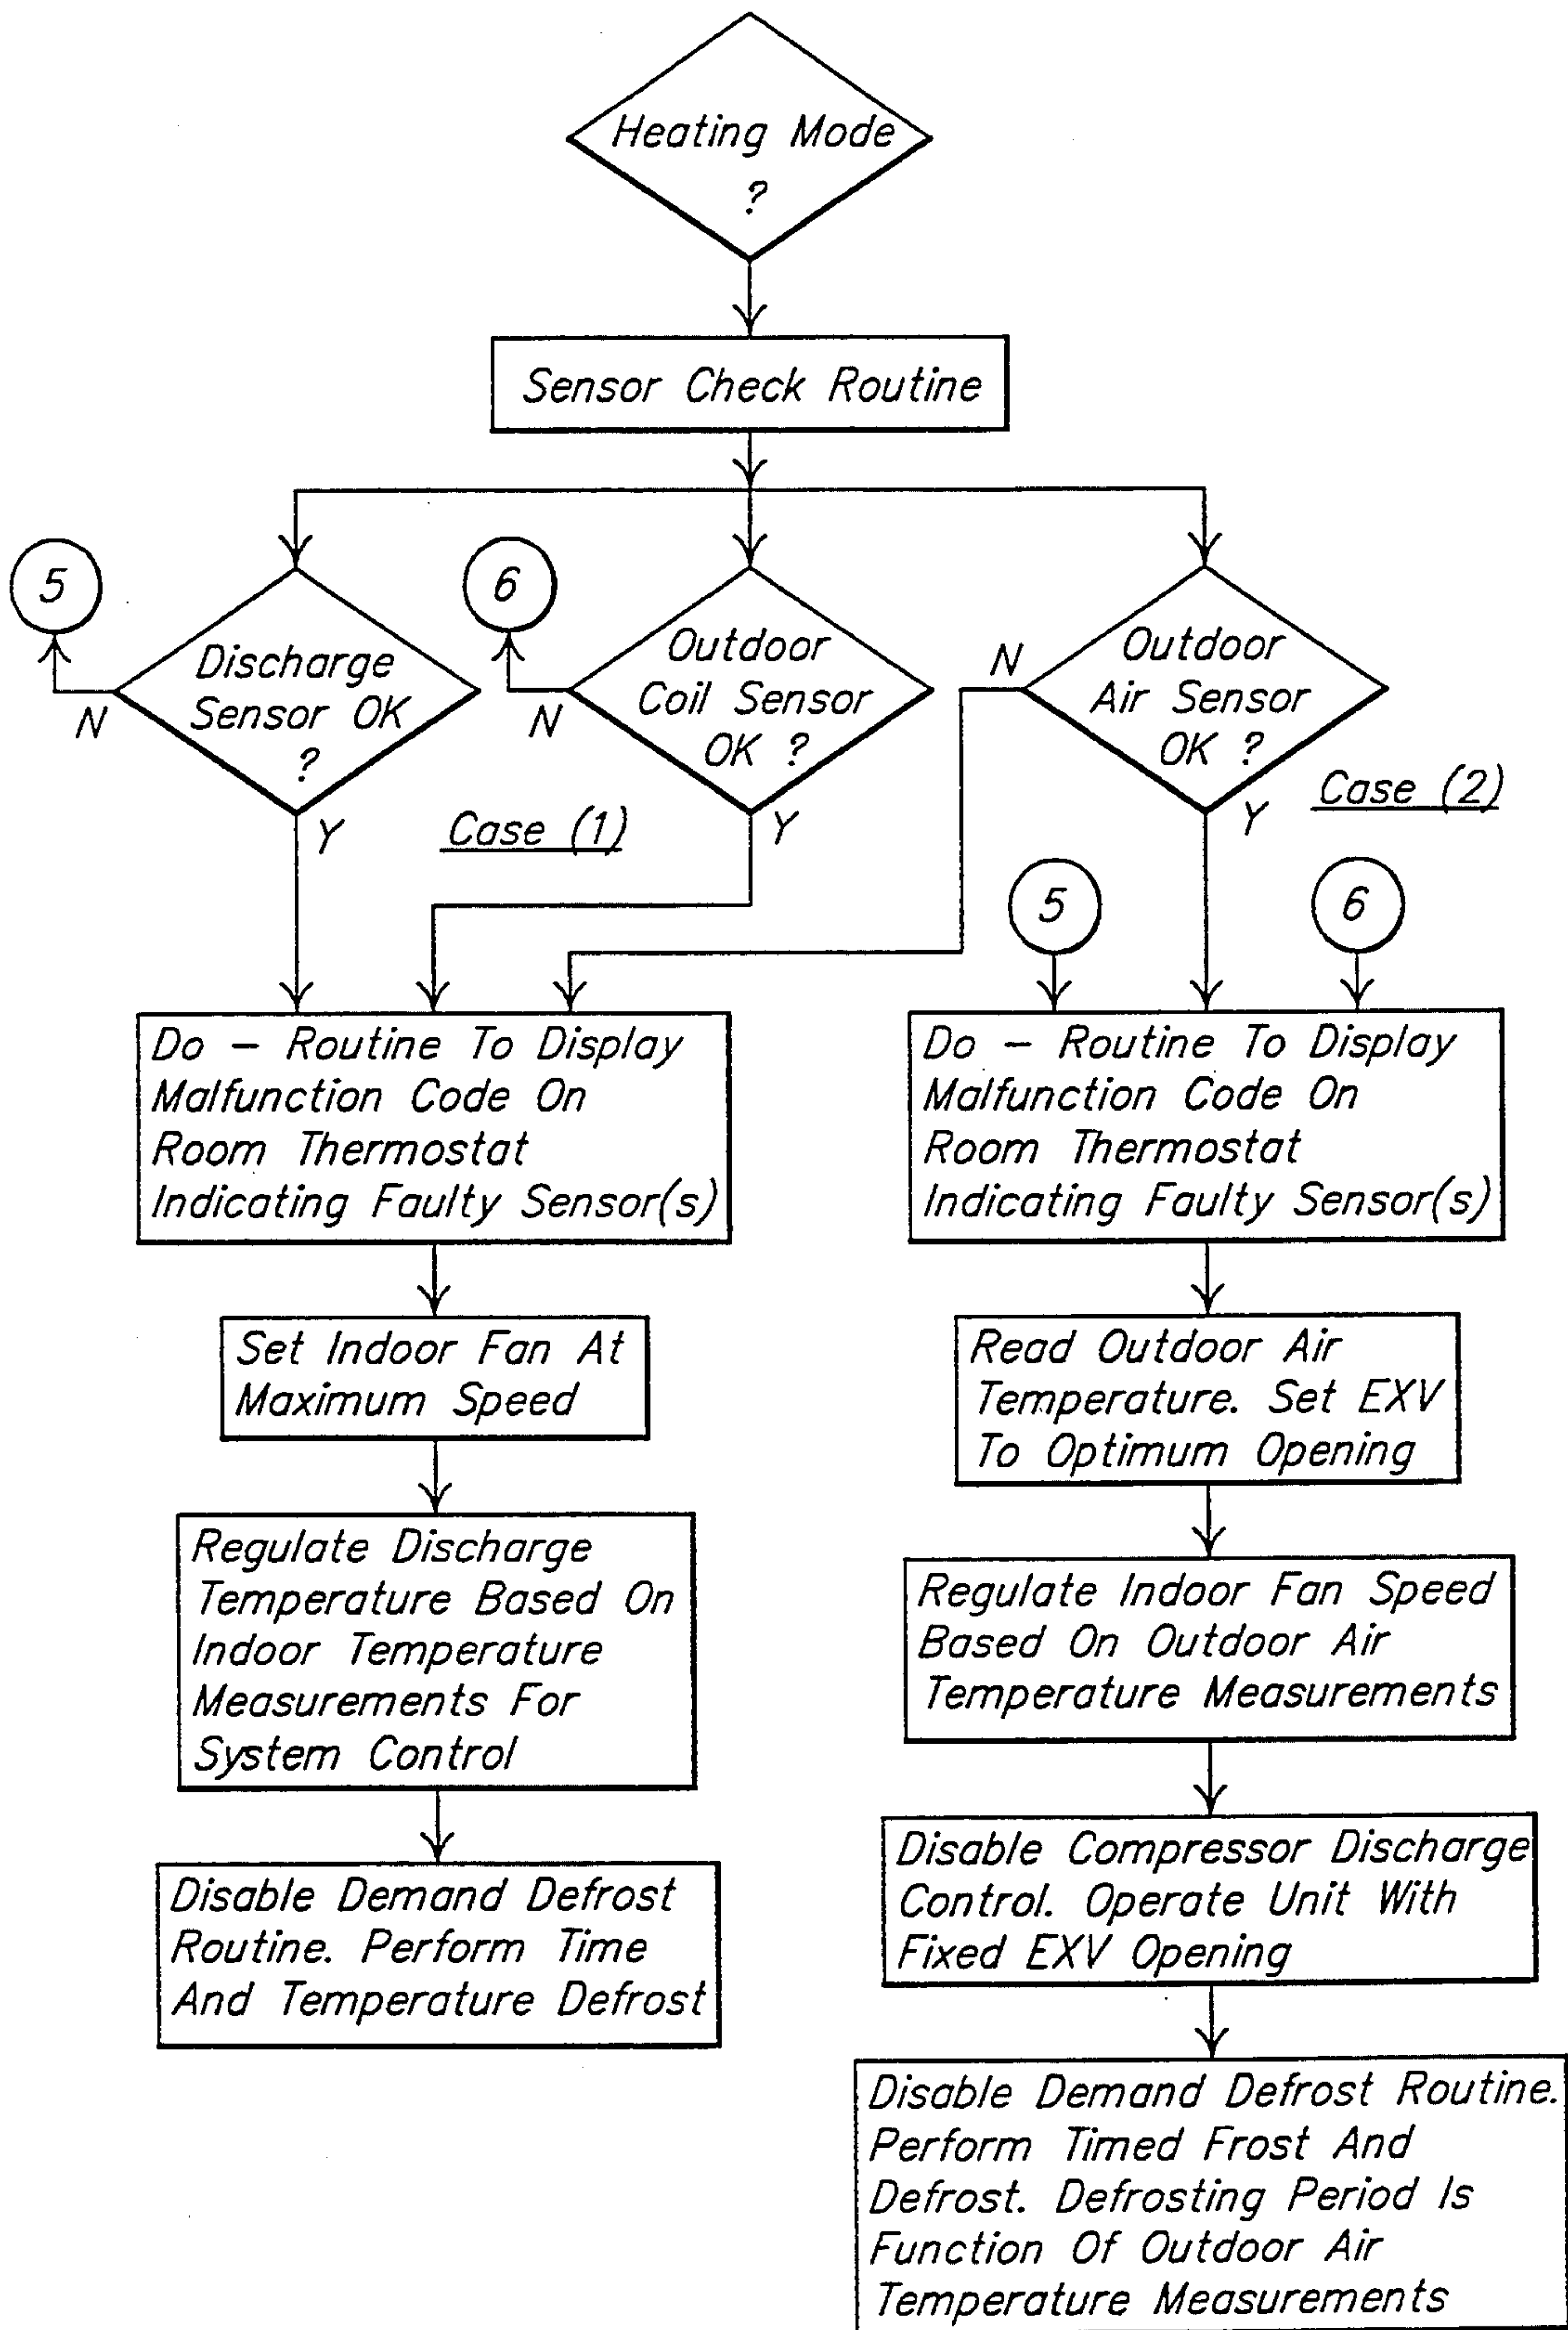 Heating Mode
?
Sensor Check Routine
5
Discharge
Sensor OK
?
N
Y
6
Outdoor
Coil Sensor
OK ?
N
Y
Outdoor
Air Sensor
OK ?
N
Y
Case (1)
Case (2)
5
6
Do - Routine To Display
Malfunction Code On
Room Thermostat
Indicating Faulty Sensor(s)
Set Indoor Fan At
Maximum Speed
Regulate Discharge
Temperature Based On
Indoor Temperature
Measurements For
System Control
Disable Demand Defrost
Routine. Perform Time
And Temperature Defrost
Do - Routine To Display
Malfunction Code On
Room Thermostat
Indicating Faulty Sensor(s)
Read Outdoor Air
Temperature. Set EXV
To Optimum Opening
Regulate Indoor Fan Speed
Based On Outdoor Air
Temperature Measurements
Disable Compressor Discharge
Control. Operate Unit With
Fixed EXV Opening
Disable Demand Defrost Routine.
Perform Timed Frost And
Defrost. Defrosting Period Is
Function Of Outdoor Air
Temperature Measurements